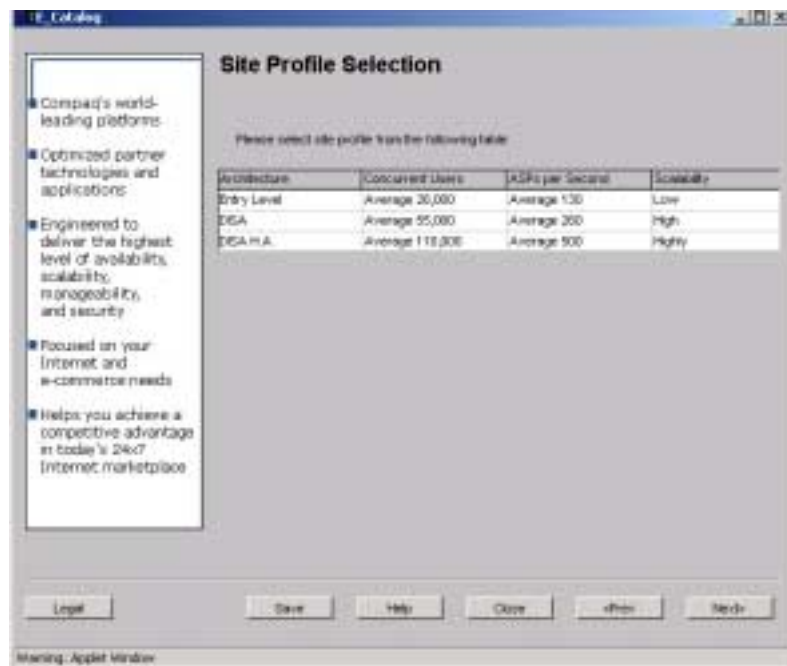 E_Catalog
Site Profile Selection
Compaq's world-
leading platforms
Optimized partner
technologies and
applications
Engineered to
deliver the highest
level of availability,
scalability,
manageability,
and security
Focused on your
Internet and
e-commerce needs
Helps you achieve a
competitive advantage
in today's 24x7
Internet marketplace
Please select site profile from the following table
Architecture Concurrent Users ASPs per Second Scalability
Entry Level Average 20,000 Average 130 Low
DISA Average 55,000 Average 260 High
DISA H.A. Average 110,000 Average 500 Highly
Legal Save Help Close <Prev Next>
Warning: Applet Window